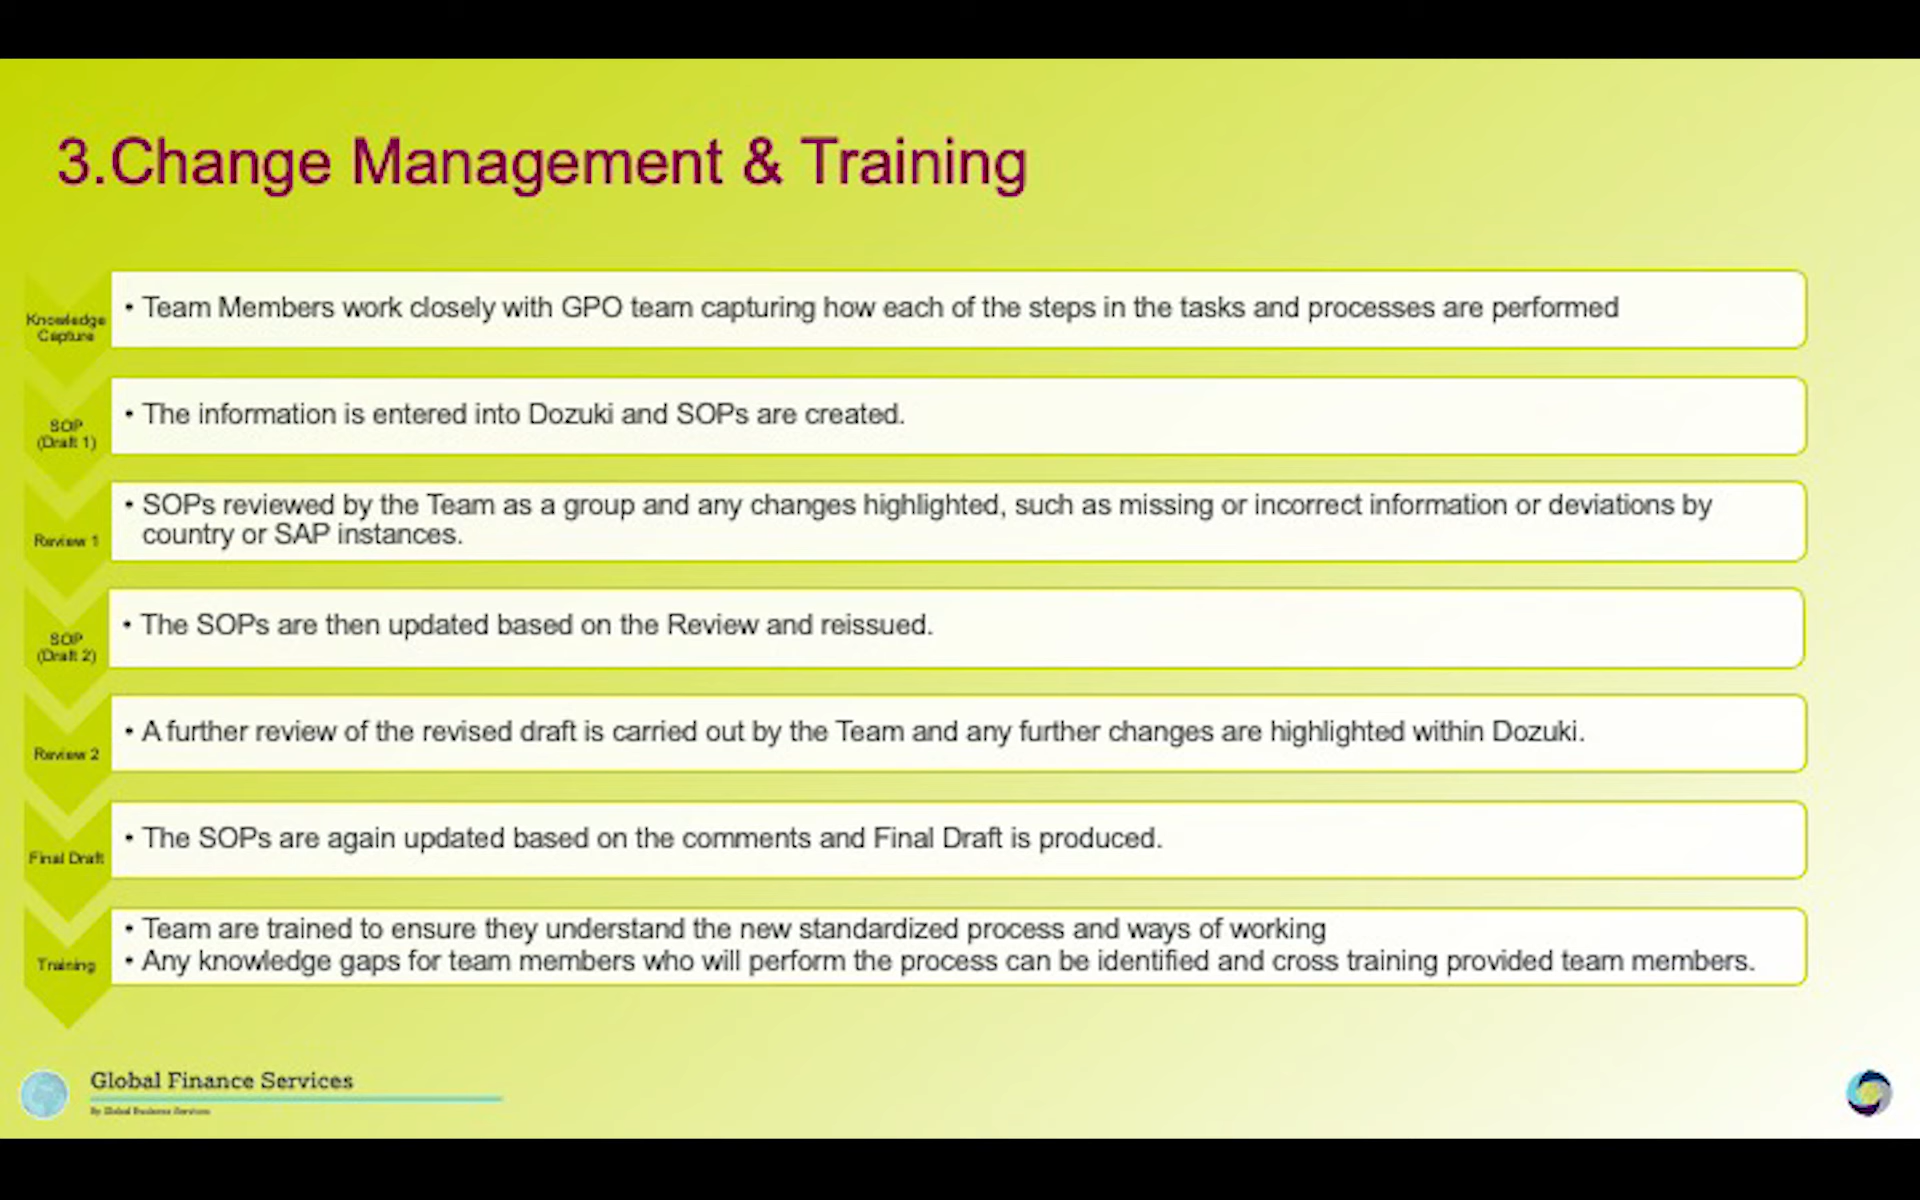 3.Change Management & Training
Knowledge
Capture
• Team Members work closely with GPO team capturing how each of the steps in the tasks and processes are performed
SOP
(Draft 1)
• The information is entered into Dozuki and SOPs are created.
Review 1
• SOPs reviewed by the Team as a group and any changes highlighted, such as missing or incorrect information or deviations by
country or SAP instances.
SOP
(Draft 2)
• The SOPs are then updated based on the Review and reissued.
Review 2
• A further review of the revised draft is carried out by the Team and any further changes are highlighted within Dozuki.
Final Draft
• The SOPs are again updated based on the comments and Final Draft is produced.
Training
• Team are trained to ensure they understand the new standardized process and ways of working
• Any knowledge gaps for team members who will perform the process can be identified and cross training provided team members.
Global Finance Services
By Global Business Services